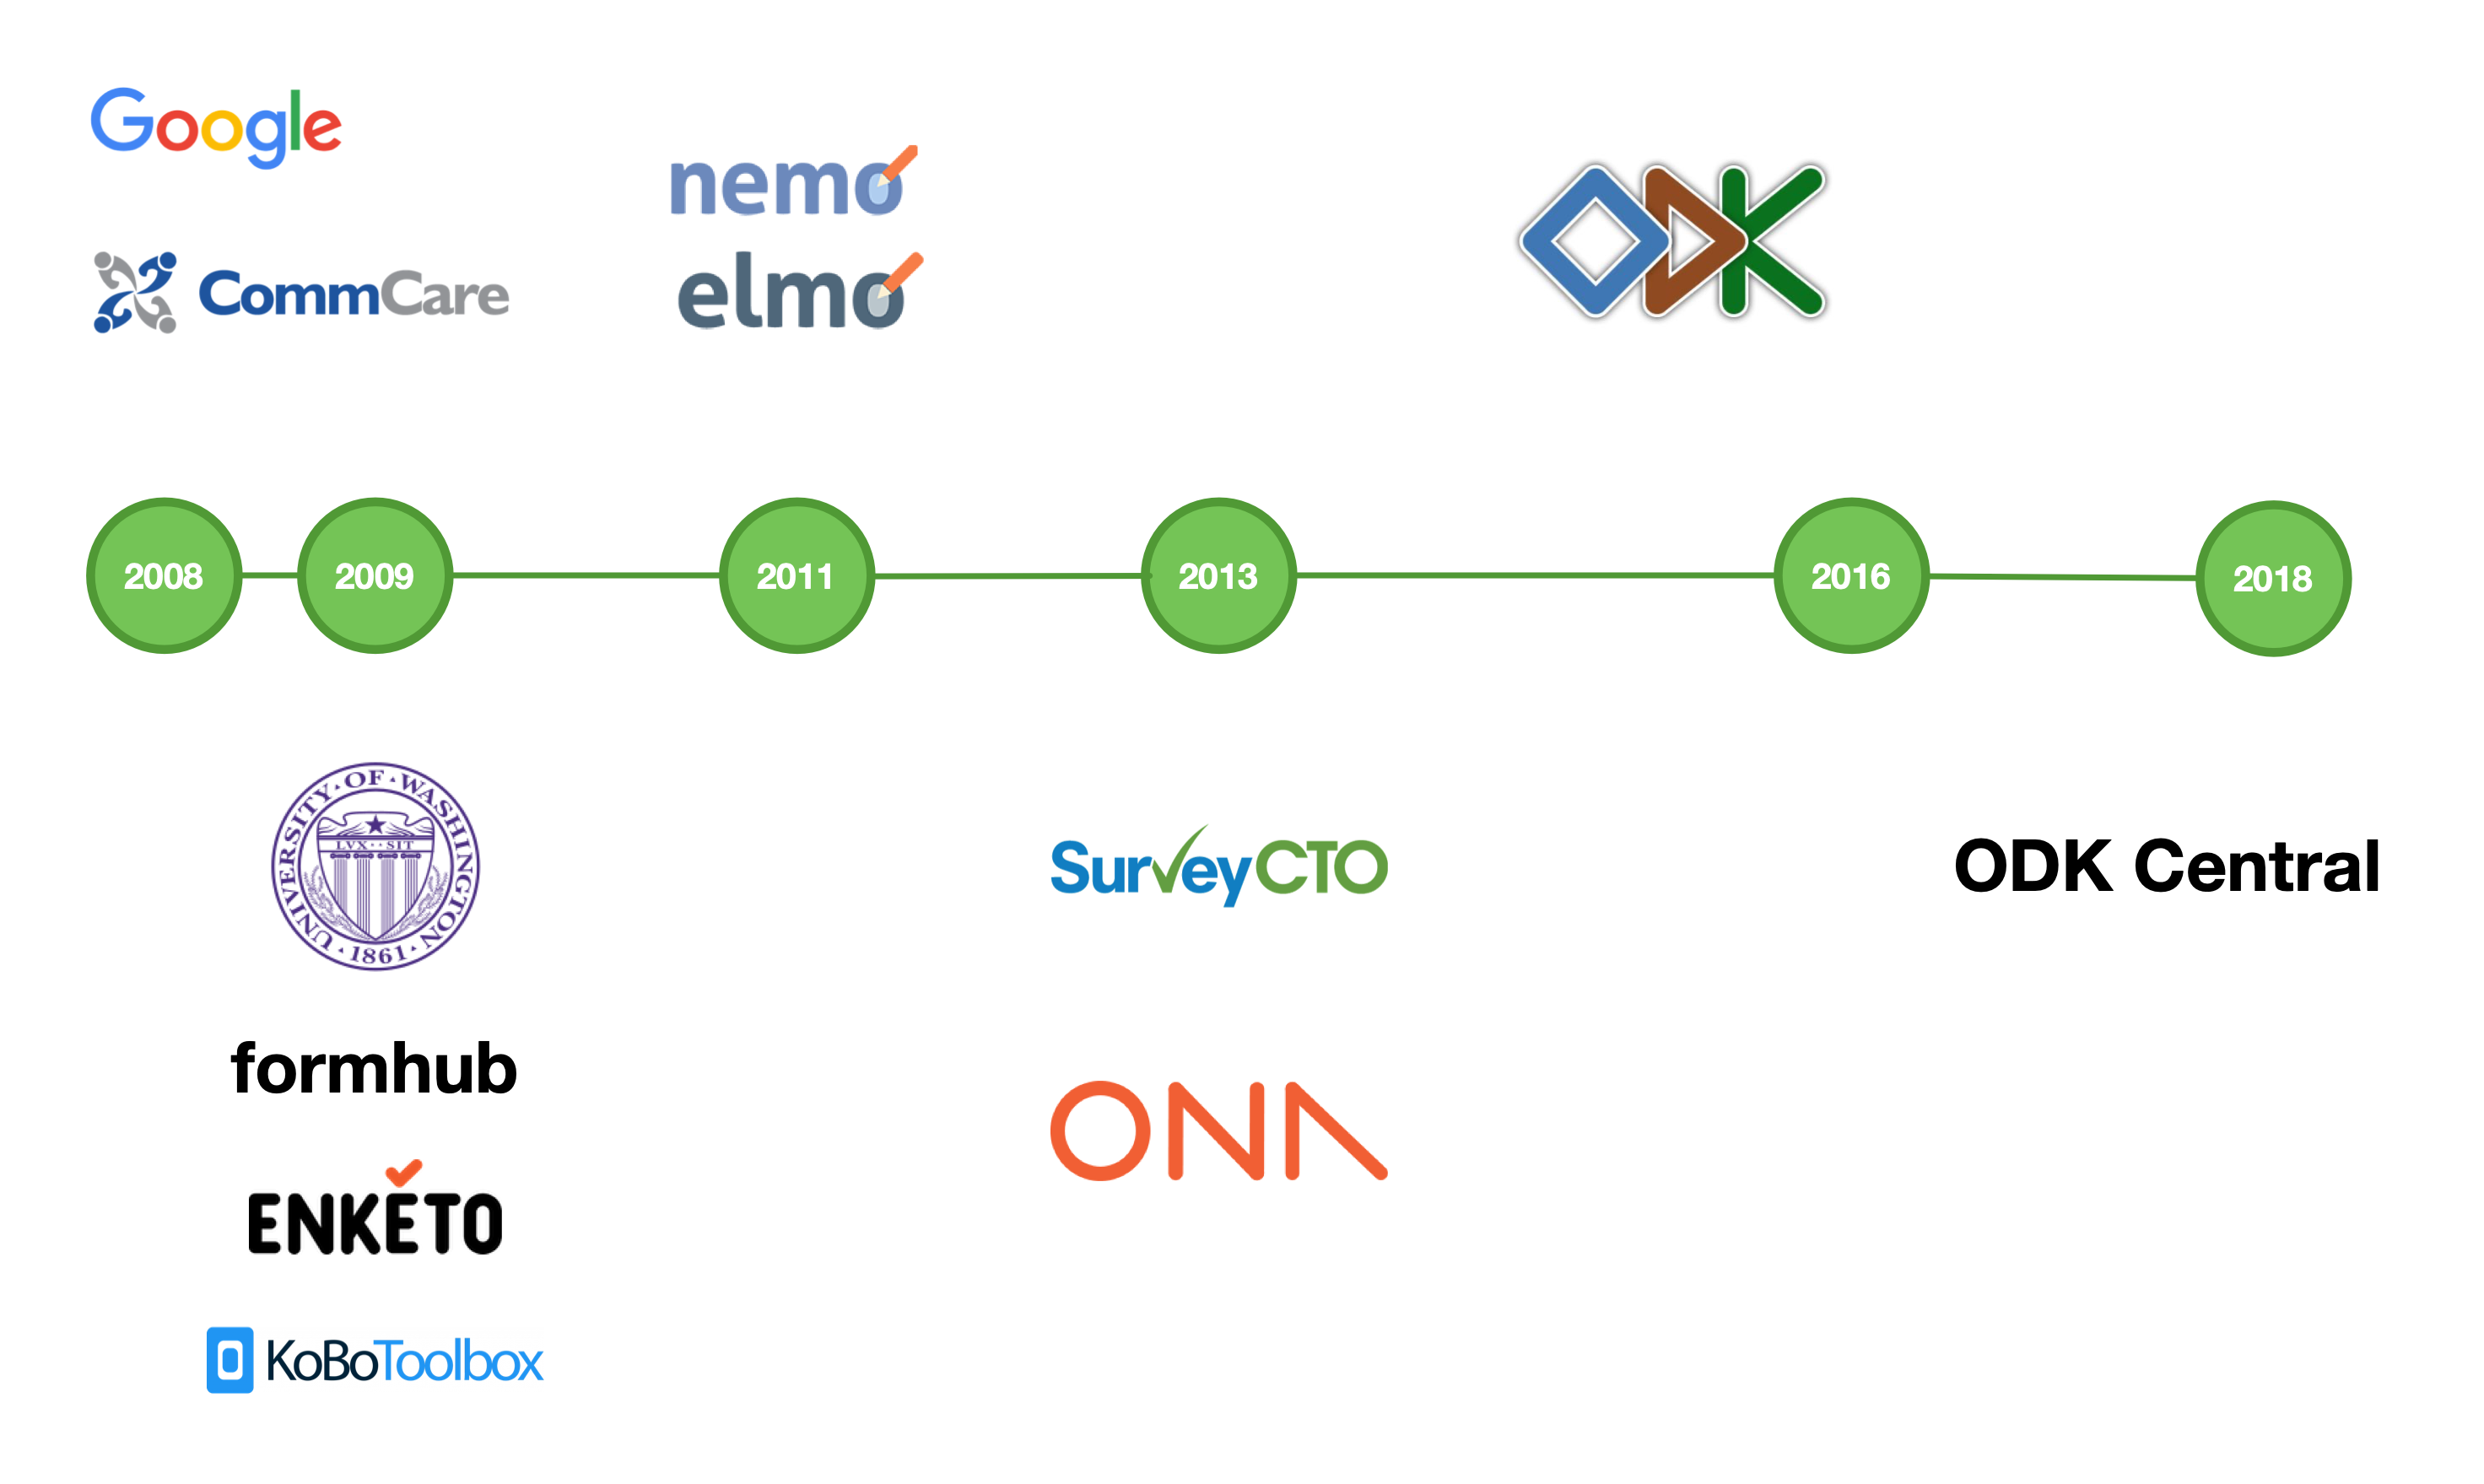 Google
CommCare
nemo
elmo
ODK
2008
2009
2011
2013
2016
2018
UNIVERSITY · OF · WASHINGTON · 1861 ·
LVX · · SIT
formhub
ENKETO
KoBoToolbox
SurveyCTO
ONA
ODK Central